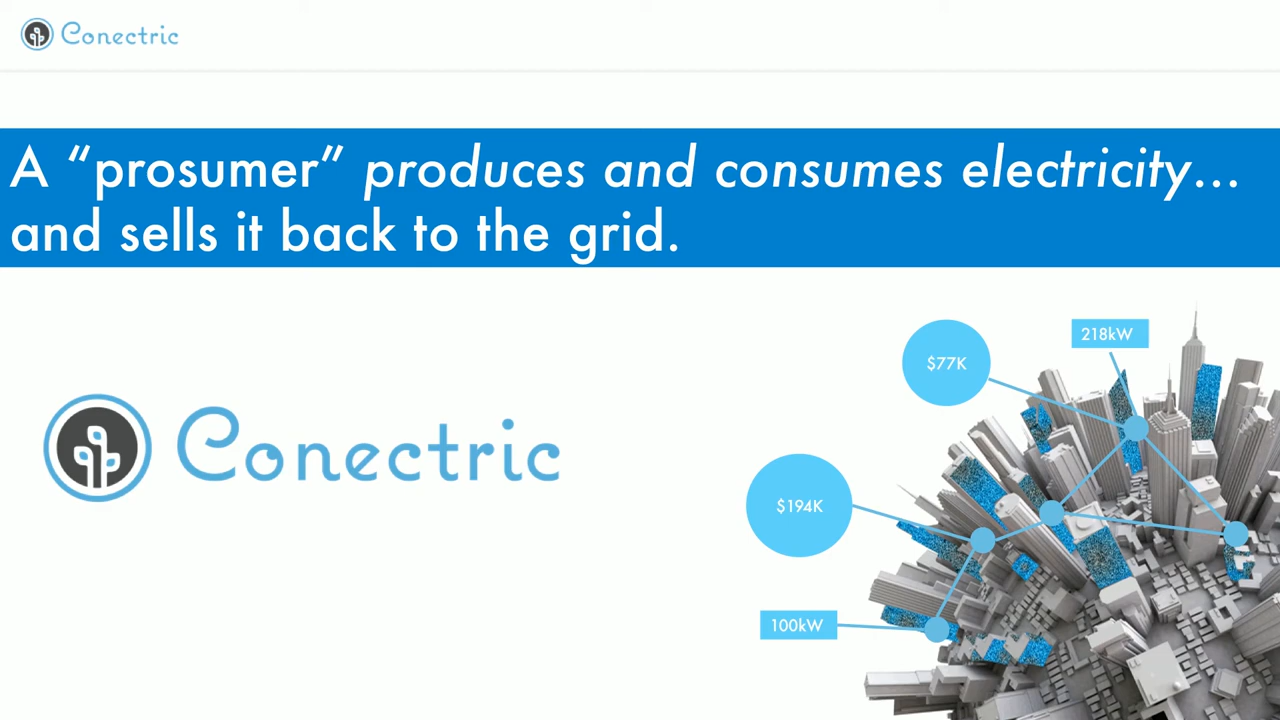 Conectric
A “prosumer” produces and consumes electricity...
and sells it back to the grid.
218kW
$77K
Conectric
$194K
100kW